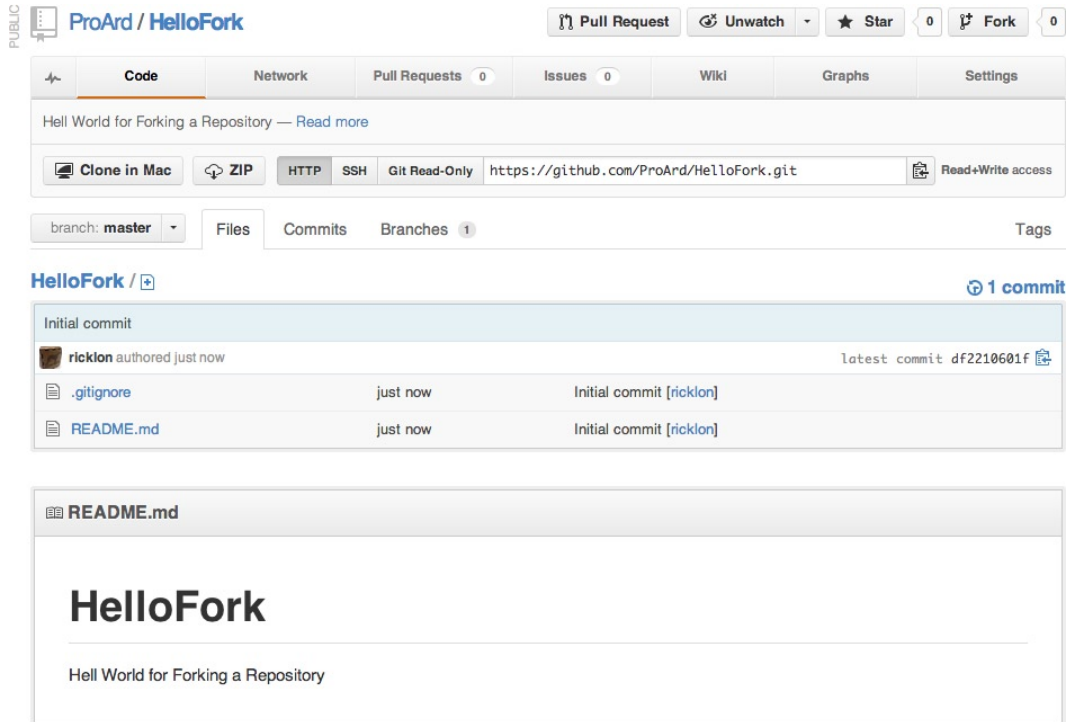 PUBLIC
ProArd / HelloFork Pull Request Unwatch Star 0 Fork 0
Code Network Pull Requests 0 Issues 0 Wiki Graphs Settings
Hell World for Forking a Repository — Read more
Clone in Mac ZIP HTTP SSH Git Read-Only https://github.com/ProArd/HelloFork.git Read+Write access
branch: master Files Commits Branches 1 Tags
HelloFork / 1 commit
Initial commit
ricklon authored just now latest commit df2210601f
.gitignore just now Initial commit [ricklon]
README.md just now Initial commit [ricklon]
README.md
HelloFork
Hell World for Forking a Repository